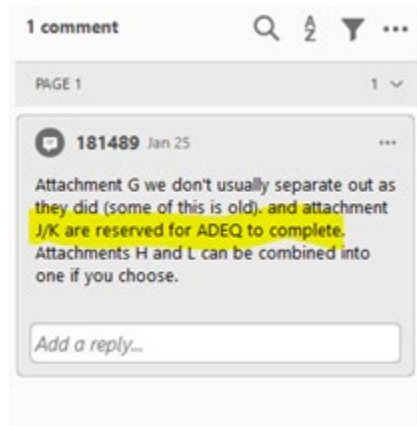 1 comment
PAGE 1 1
181489 Jan 25
Attachment G we don't usually separate out as
they did (some of this is old). and attachment
J/K are reserved for ADEQ to complete.
Attachments H and L can be combined into
one if you choose.
Add a reply...